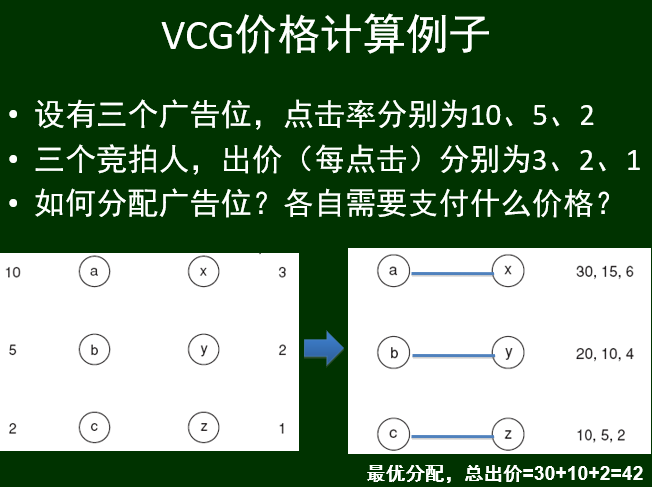 VCG价格计算例子
• 设有三个广告位，点击率分别为10、5、2
• 三个竞拍人，出价（每点击）分别为3、2、1
• 如何分配广告位？各自需要支付什么价格？
10 a x 3
5 b y 2
2 c z 1
a x 30, 15, 6
b y 20, 10, 4
c z 10, 5, 2
最优分配，总出价=30+10+2=42